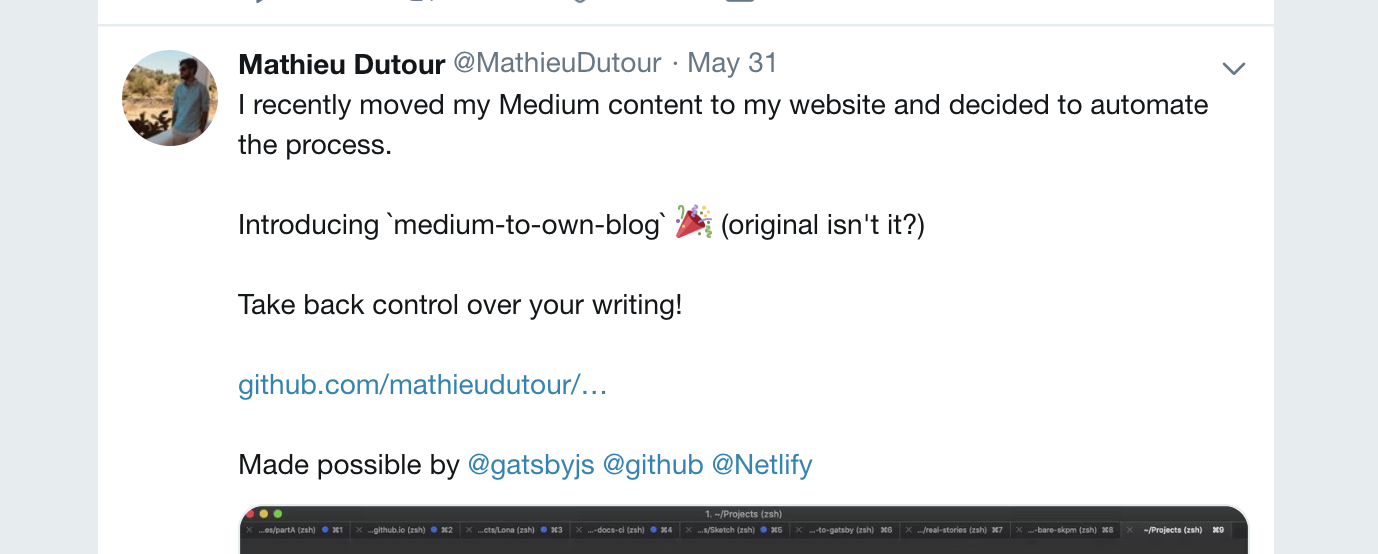 Mathieu Dutour @MathieuDutour · May 31
I recently moved my Medium content to my website and decided to automate
the process.
Introducing `medium-to-own-blog` 🎉 (original isn't it?)
Take back control over your writing!
github.com/mathieudutour/…
Made possible by @gatsbyjs @github @Netlify
1. ~/Projects (zsh)
...es/partA (zsh) ⌘1 ...github.io (zsh) ⌘2 ...cts/Lona (zsh) ⌘3 ...-docs-ci (zsh) ⌘4 ...s/Sketch (zsh) ⌘5 ...-to-gatsby (zsh) ⌘6 .../real-stories (zsh) ⌘7 ...-bare-skpm (zsh) ⌘8 ~/Projects (zsh) ⌘9